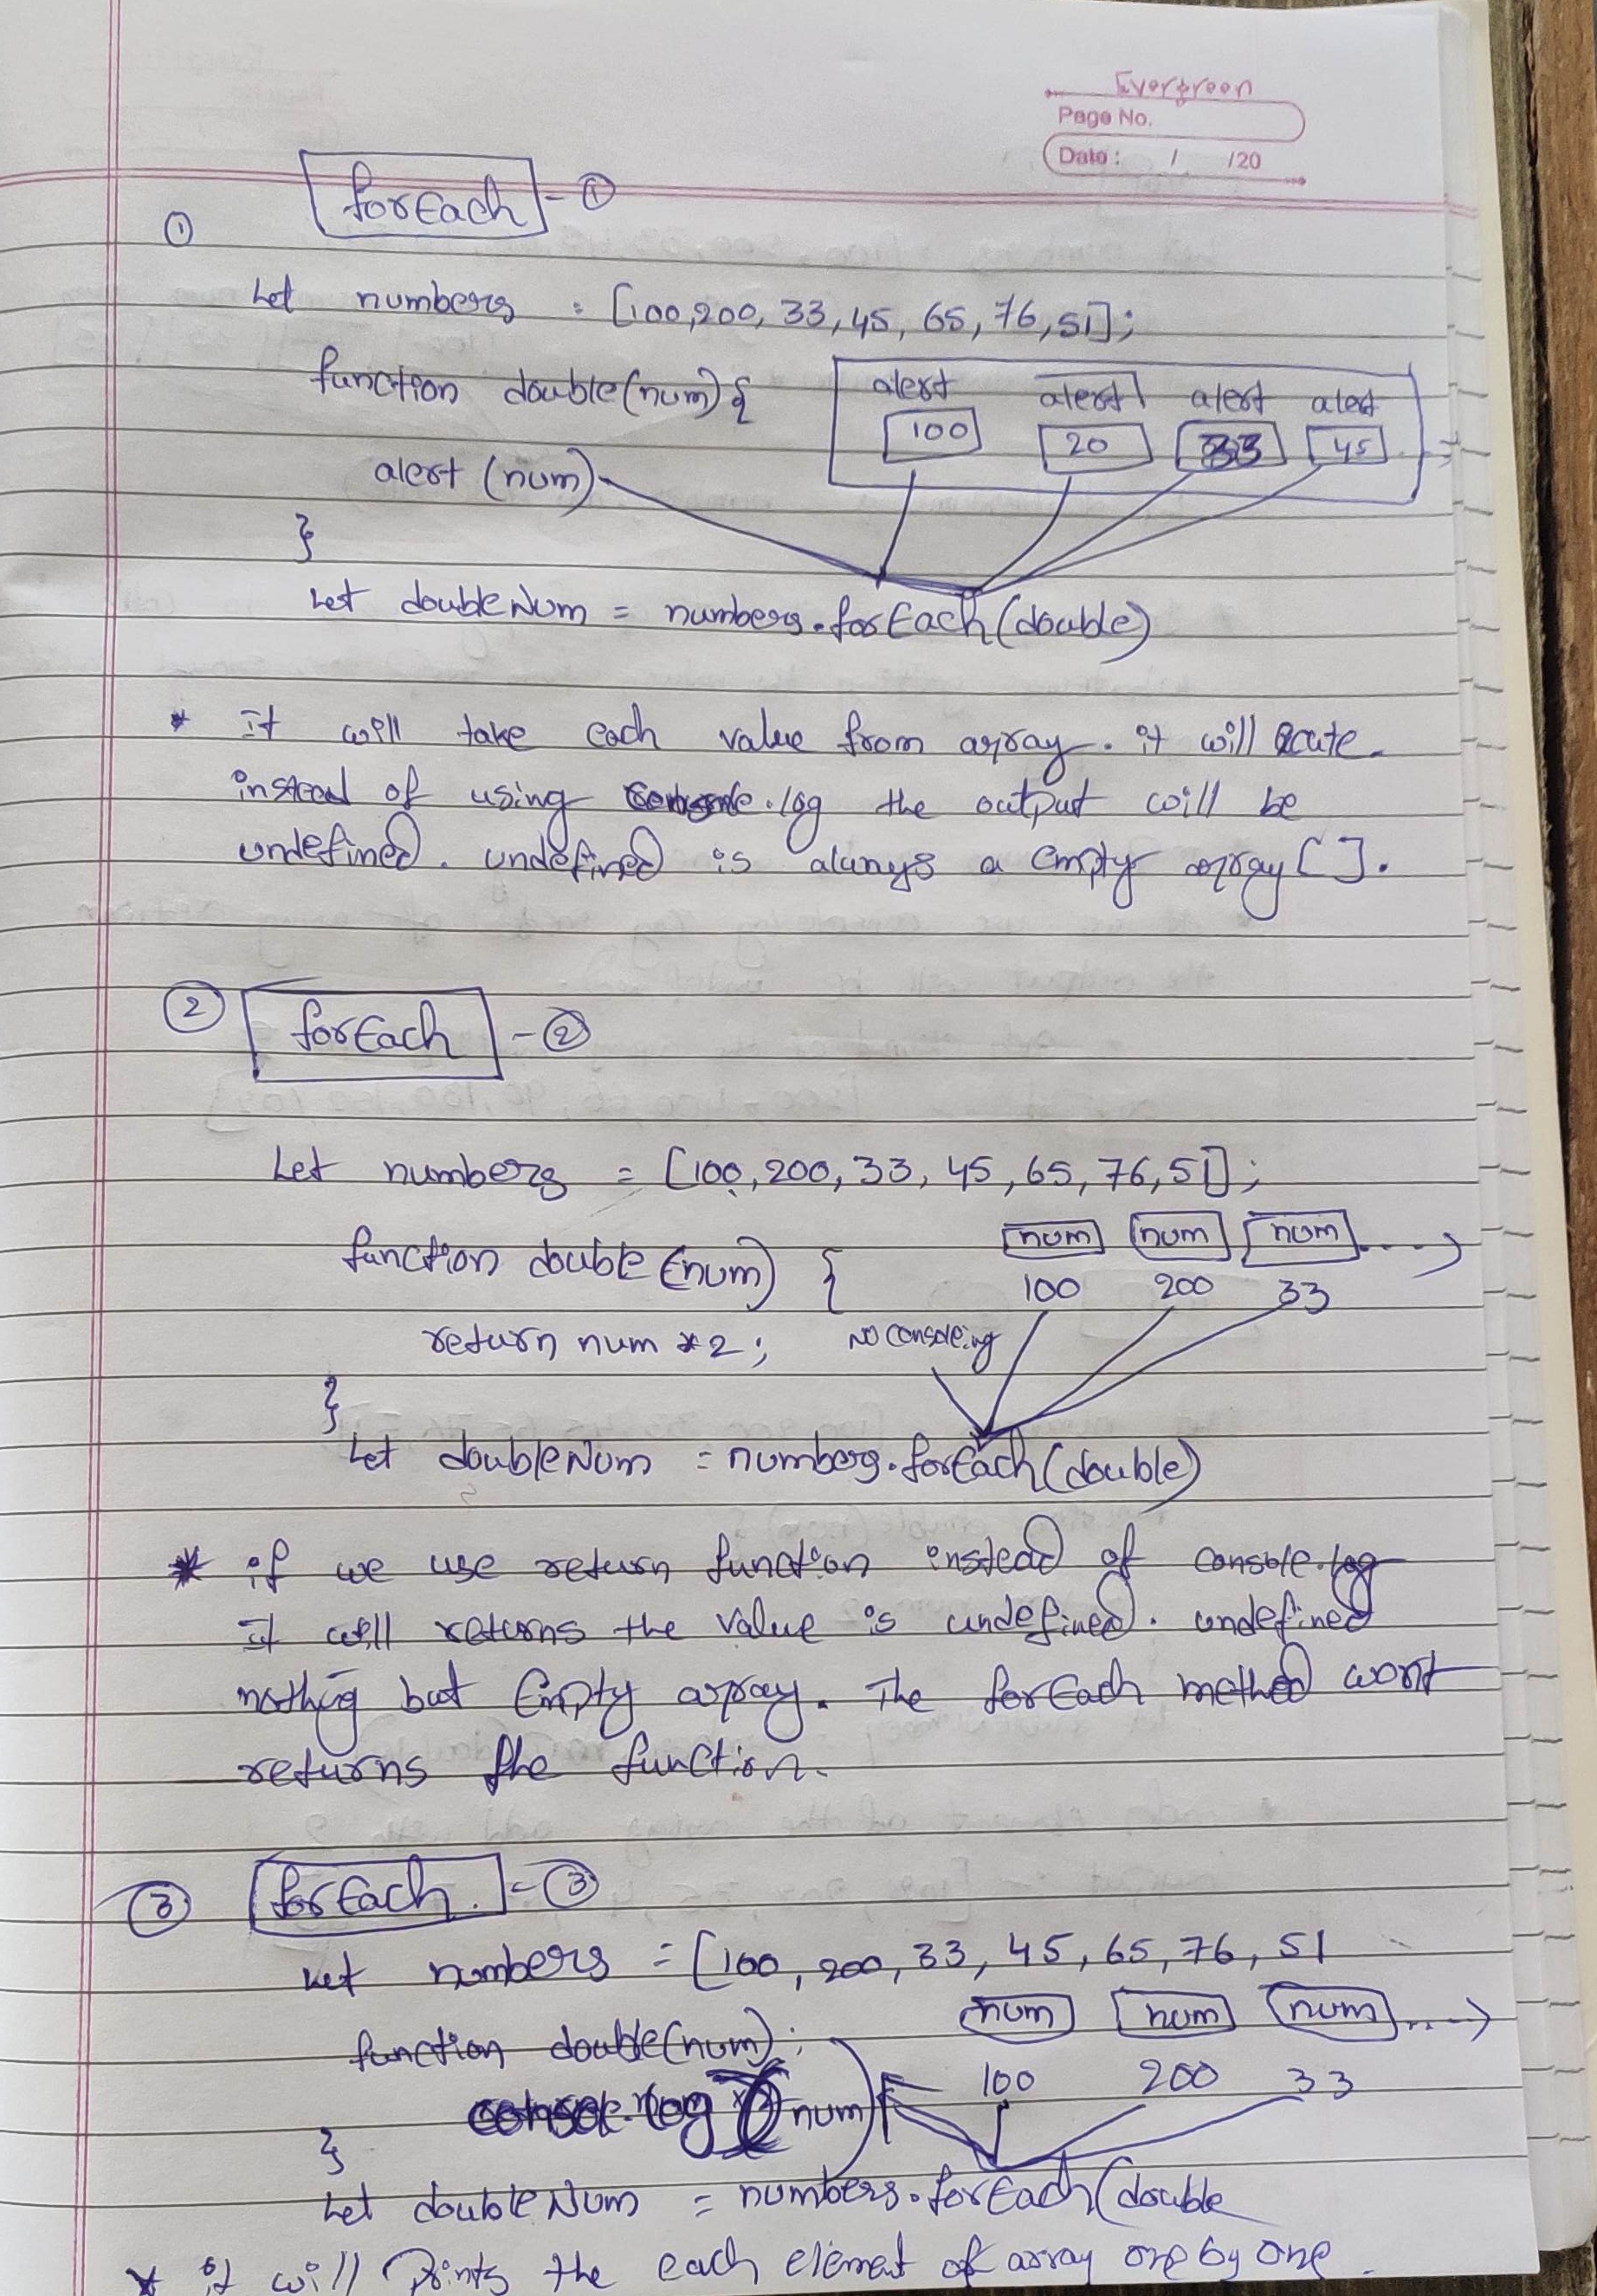 Evergreen
Page No.
Date : / /20
forEach - ①
①
Let numbers = [100,200, 33,45, 65, 76,51];
function double(num) {
alert alert alert alert
100 20 33 45
alert (num)
}
Let doubleNum = numbers.forEach(double)
* it will take each value from array. it will
instead of using console.log the output will be
undefined. undefined is always a empty array [ ].
② forEach - ②
Let numbers = [100,200,33, 45,65,76,51];
num num num ....→
function double (num) {
100 200 33
return num *2; NO consoleing
}
Let doubleNum = numbers.forEach(double)
* if we use return function instead of console.log
it will returns the value is undefined. undefined
nothing but Empty array. The forEach method wont
returns the function.
③ forEach. - ③
Let numbers = [100, 200, 33, 45, 65, 76, 51
num num num ....→
function double(num);
100 200 33
consol.log (num)
}
Let doubleNum = numbers.forEach(double
* it will Prints the each element of array one by one.